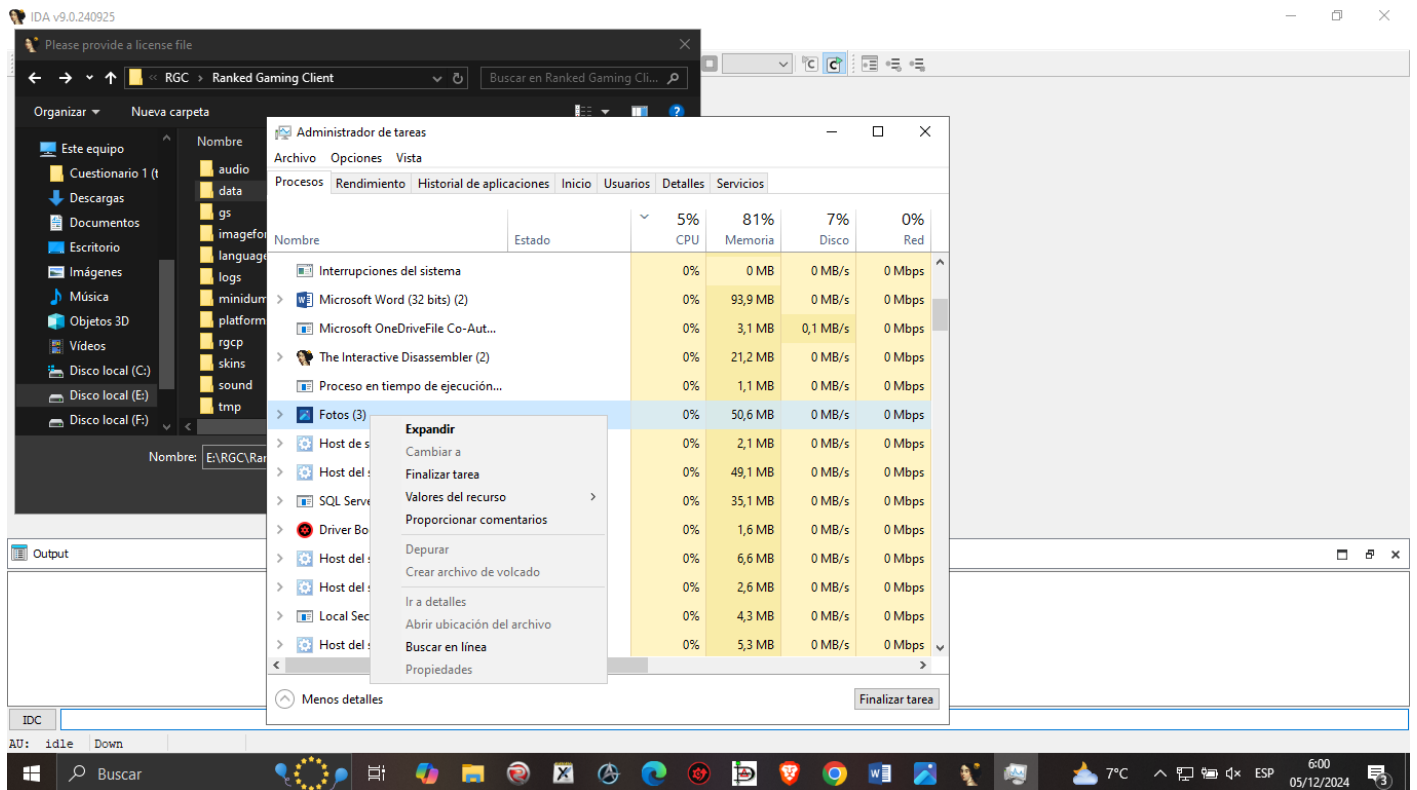 IDA v9.0.240925
Please provide a license file
« RGC > Ranked Gaming Client
Buscar en Ranked Gaming Cli...
Organizar
Nueva carpeta
Este equipo
Cuestionario 1 (t
Descargas
Documentos
Escritorio
Imágenes
Música
Objetos 3D
Vídeos
Disco local (C:)
Disco local (E:)
Disco local (F:)
Nombre
audio
data
gs
imagefor
language
logs
minidum
platform
rgcp
skins
sound
tmp
Nombre: E:\RGC\Ran
Administrador de tareas
Archivo Opciones Vista
Procesos Rendimiento Historial de aplicaciones Inicio Usuarios Detalles Servicios
5% 81% 7% 0%
Nombre Estado CPU Memoria Disco Red
Interrupciones del sistema 0% 0 MB 0 MB/s 0 Mbps
Microsoft Word (32 bits) (2) 0% 93,9 MB 0 MB/s 0 Mbps
Microsoft OneDriveFile Co-Aut... 0% 3,1 MB 0,1 MB/s 0 Mbps
The Interactive Disassembler (2) 0% 21,2 MB 0 MB/s 0 Mbps
Proceso en tiempo de ejecución... 0% 1,1 MB 0 MB/s 0 Mbps
Fotos (3) 0% 50,6 MB 0 MB/s 0 Mbps
Host de s 0% 2,1 MB 0 MB/s 0 Mbps
Host del s 0% 49,1 MB 0 MB/s 0 Mbps
SQL Serve 0% 35,1 MB 0 MB/s 0 Mbps
Driver Bo 0% 1,6 MB 0 MB/s 0 Mbps
Host del s 0% 6,6 MB 0 MB/s 0 Mbps
Host del s 0% 2,6 MB 0 MB/s 0 Mbps
Local Sec 0% 4,3 MB 0 MB/s 0 Mbps
Host del s 0% 5,3 MB 0 MB/s 0 Mbps
Expandir
Cambiar a
Finalizar tarea
Valores del recurso
Proporcionar comentarios
Depurar
Crear archivo de volcado
Ir a detalles
Abrir ubicación del archivo
Buscar en línea
Propiedades
Menos detalles
Finalizar tarea
Output
IDC
AU: idle Down
Buscar
7°C
ESP
6:00
05/12/2024
3